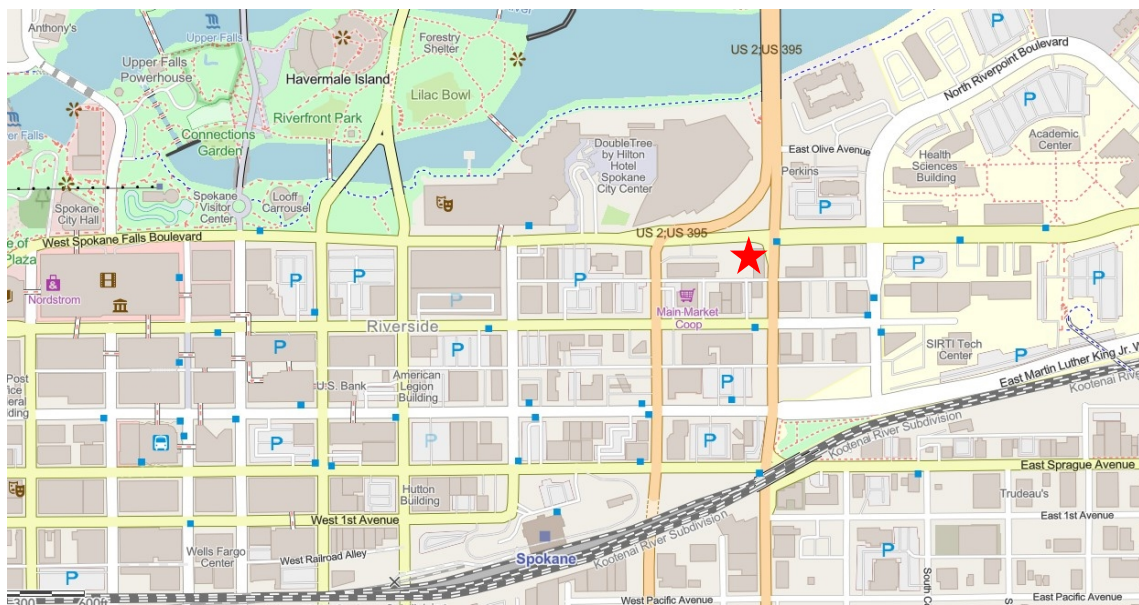 Anthony's
Upper Falls
Forestry
Shelter
US 2;US 395
North Riverpoint Boulevard
P
Upper Falls
Powerhouse
Havermale Island
Lilac Bowl
P
Riverfront Park
Upper Falls
Connections
Garden
Academic
Center
East Olive Avenue
DoubleTree
by Hilton
Hotel
Spokane
City Center
Health
Sciences
Building
Perkins
Spokane
City Hall
Spokane
Visitor
Center
Looff
Carrousel
P
West Spokane Falls Boulevard
US 2;US 395
Plaza
P
P
P
P
P
Nordstrom
P
Main Market
Coop
Riverside
SIRTI Tech
Center
P
P
P
East Martin Luther King Jr. W
Kootenai River
U.S. Bank
American
Legion
Building
P
Post
P
P
P
Kootenai River Subdivision
East Sprague Avenue
Hutton
Building
Trudeau's
West 1st Avenue
East 1st Avenue
Wells Fargo
Center
West Railroad Alley
Spokane
Kootenai River Subdivision
P
P
South C
600ft
West Pacific Avenue
East Pacific Avenue